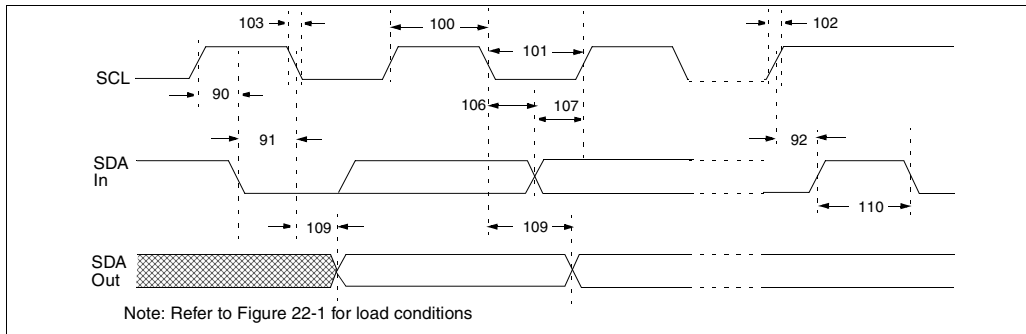 103
100
101
102
SCL
90
106
107
91
92
SDA
In
110
109
109
SDA
Out
Note: Refer to Figure 22-1 for load conditions